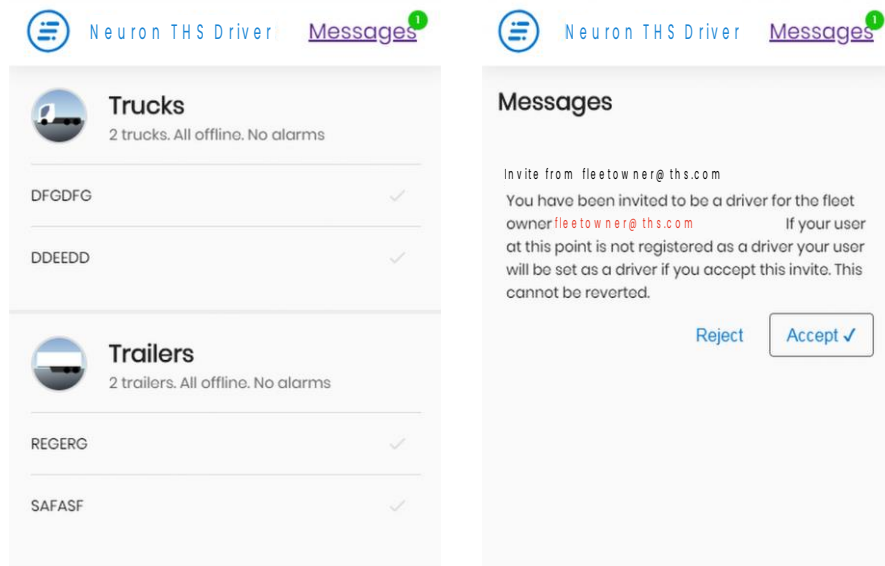 Neuron THS Driver
Messages
1
Trucks
2 trucks. All offline. No alarms
DFGDFG
DDEEDD
Trailers
2 trailers. All offline. No alarms
REGERG
SAFASF
Neuron THS Driver
Messages
1
Messages
Invite from fleetowner@ths.com
You have been invited to be a driver for the fleet
owner fleetowner@ths.com If your user
at this point is not registered as a driver your user
will be set as a driver if you accept this invite. This
cannot be reverted.
Reject
Accept ✓